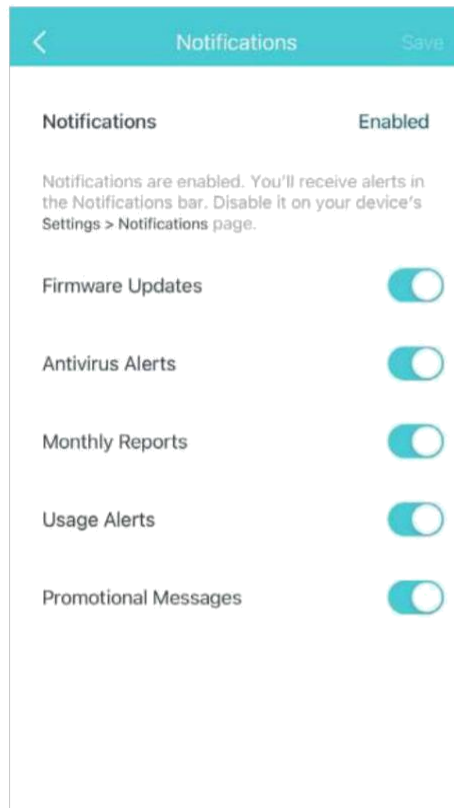 Notifications
Save
Notifications
Enabled
Notifications are enabled. You'll receive alerts in
the Notifications bar. Disable it on your device's
Settings > Notifications page.
Firmware Updates
Antivirus Alerts
Monthly Reports
Usage Alerts
Promotional Messages